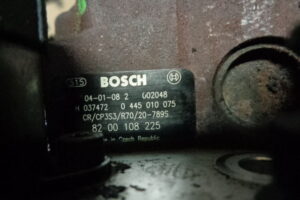 515 BOSCH
04-01-08 2 G02048
H 037472 0 445 010 075
CR/CP3S3/R70/20-789S
82 00 108 225
in Czech Republic